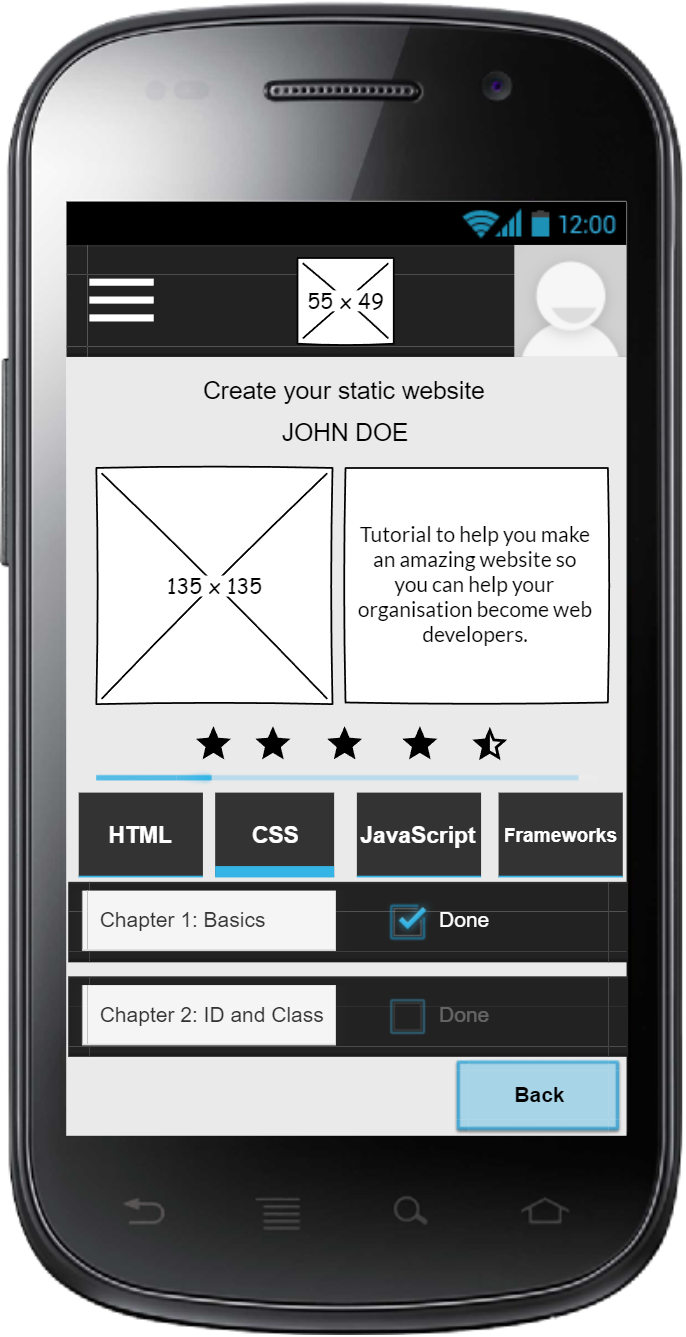 12:00
55 x 49
Create your static website
JOHN DOE
135 x 135
Tutorial to help you make
an amazing website so
you can help your
organisation become web
developers.
HTML CSS JavaScript Frameworks
Chapter 1: Basics Done
Chapter 2: ID and Class Done
Back